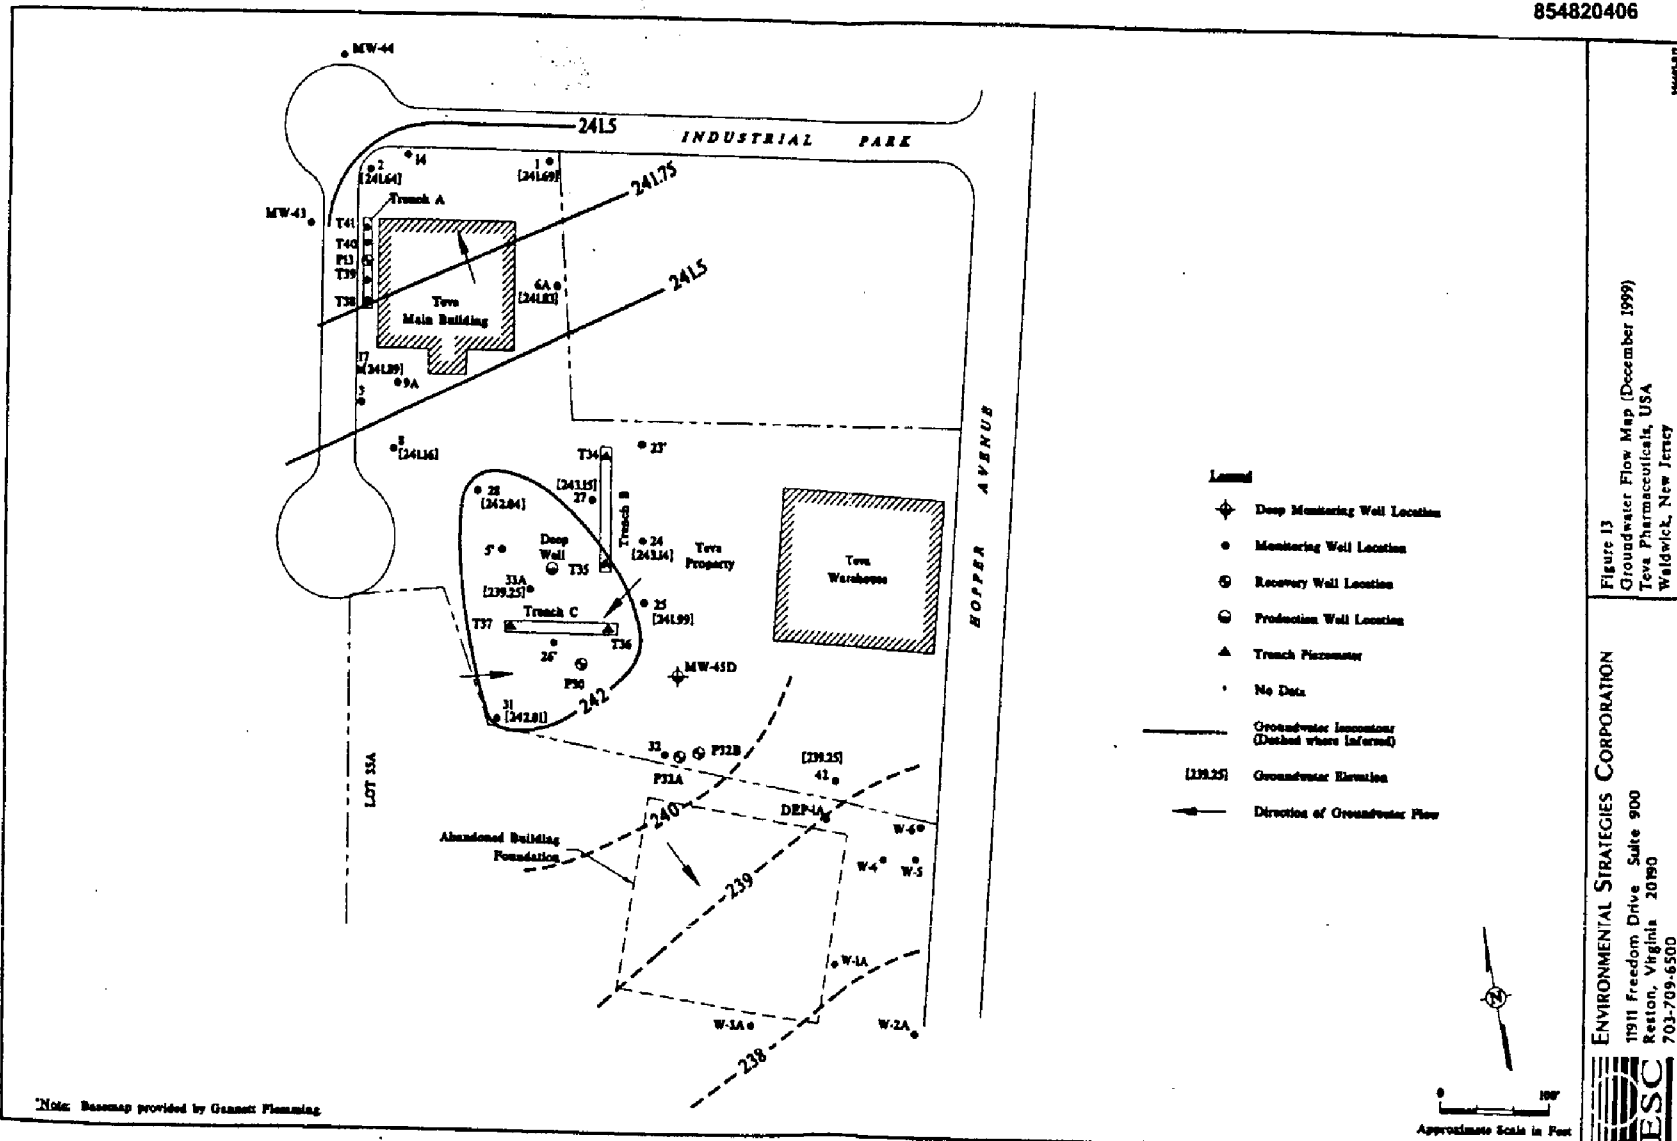 854820406
MW-44
241.5
INDUSTRIAL PARK
14
2
[241.64]
1
[241.69]
241.75
Trench A
MW-43
T41
T40
P13
T39
T38
Teva
Main Building
6A
[241.83]
241.5
17
[241.89]
9A
3
8
[241.16]
HOPPER AVENUE
T34
23*
28
[242.04]
[243.15]
27
Trench B
5*
Deep
Well
T35
24
[243.14]
Teva
Property
Teva
Warehouse
33A
[239.25]
Trench C
25
[241.99]
T37
T36
26*
P30
MW-45D
242
31
[242.01]
32
P32A
P32B
[239.25]
42
LOT 35A
240
DEP-1A
W-6
Abandoned Building
Foundation
W-4
W-5
239
W-1A
W-3A
W-2A
238
Legend
Deep Monitoring Well Location
Monitoring Well Location
Recovery Well Location
Production Well Location
Trench Piezometer
No Data
Groundwater Isocontour
(Dashed where Inferred)
[239.25] Groundwater Elevation
Direction of Groundwater Flow
N
0 100'
Approximate Scale in Feet
*Note: Basemap provided by Gannett Flemming
Figure 13
Groundwater Flow Map (December 1999)
Teva Pharmaceuticals, USA
Waldwick, New Jersey
ENVIRONMENTAL STRATEGIES CORPORATION
11911 Freedom Drive Suite 900
Reston, Virginia 20190
703-709-6500
ESC